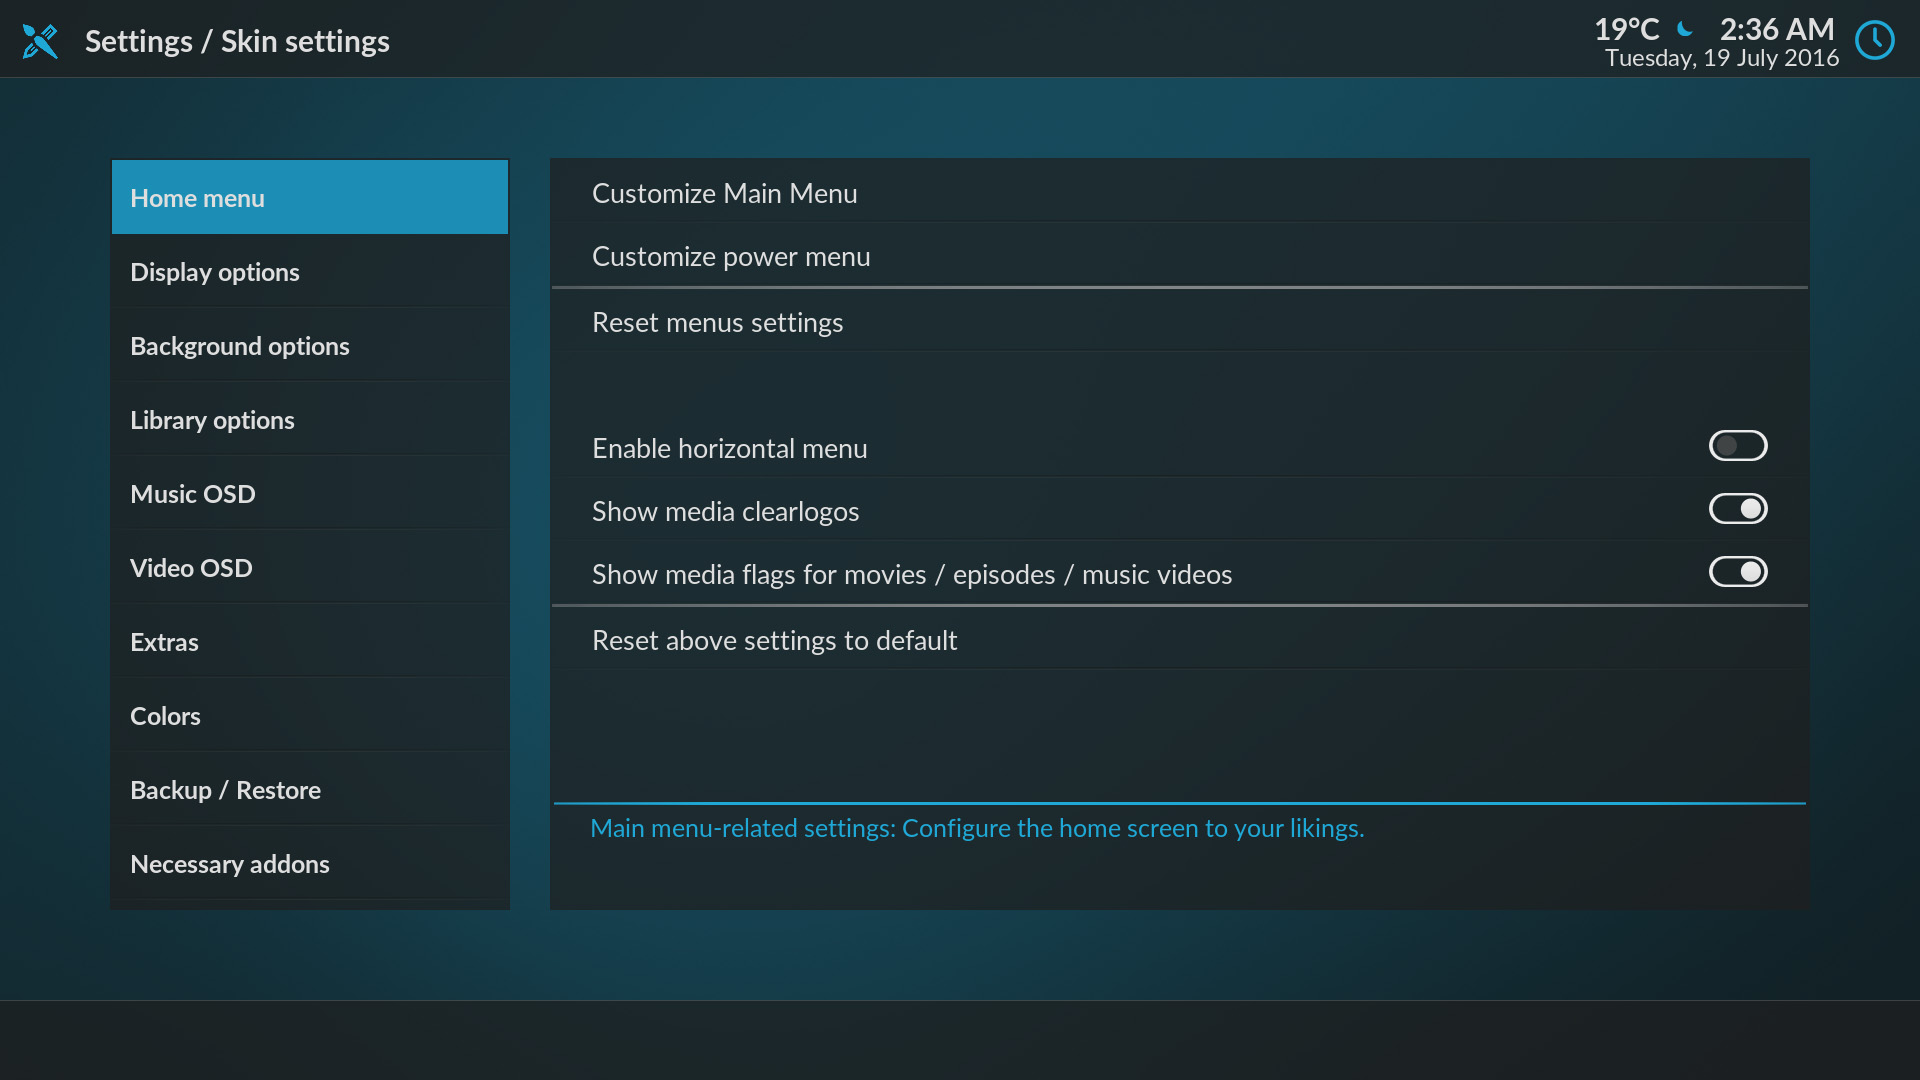 Settings / Skin settings
19°C 2:36 AM
Tuesday, 19 July 2016
Home menu
Display options
Background options
Library options
Music OSD
Video OSD
Extras
Colors
Backup / Restore
Necessary addons
Customize Main Menu
Customize power menu
Reset menus settings
Enable horizontal menu
Show media clearlogos
Show media flags for movies / episodes / music videos
Reset above settings to default
Main menu-related settings: Configure the home screen to your likings.